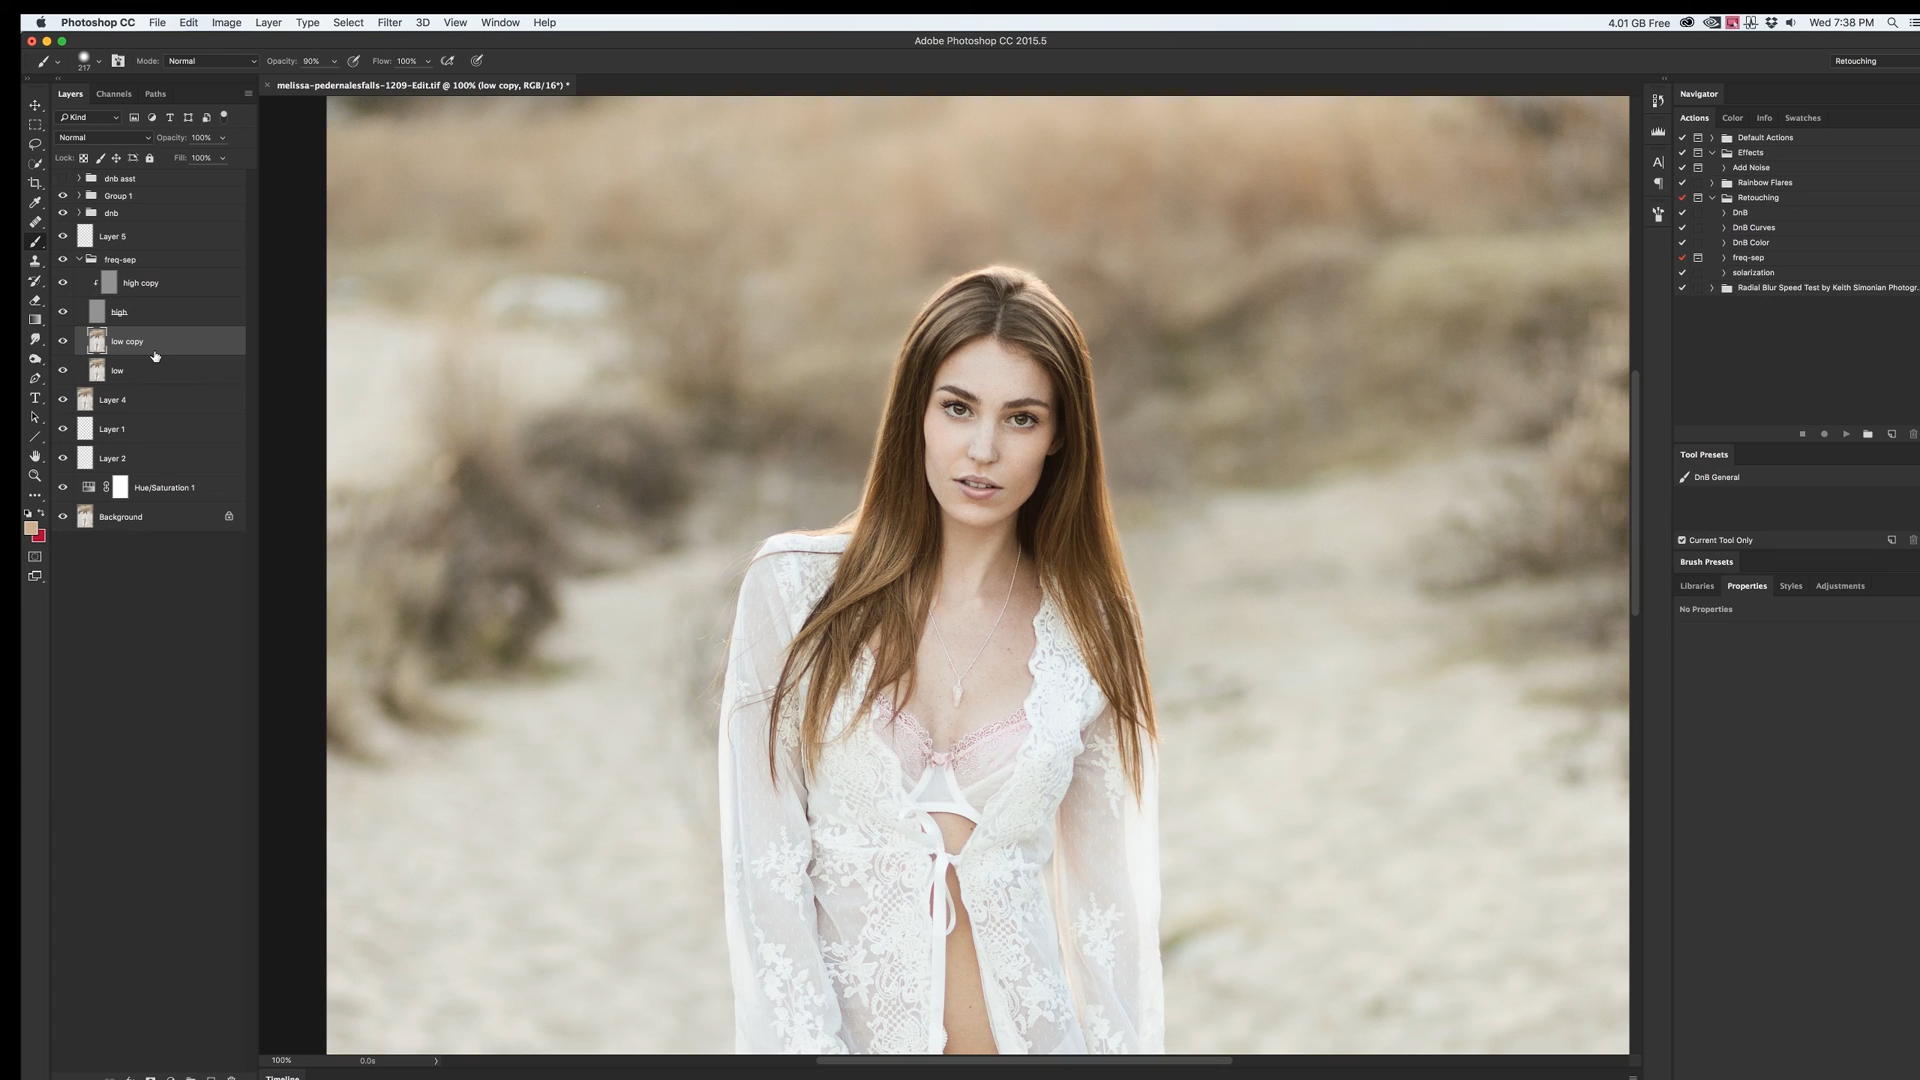 Photoshop CC File Edit Image Layer Type Select Filter 3D View Window Help 4.01 GB Free Wed 7:38 PM
Adobe Photoshop CC 2015.5
217 Mode: Normal Opacity: 90% Flow: 100% Retouching
Layers Channels Paths
melissa-pedernalesfalls-1209-Edit.tif @ 100% (low copy, RGB/16*) *
Kind
Normal Opacity: 100%
Lock: Fill: 100%
dnb asst
Group 1
dnb
Layer 5
freq-sep
high copy
high
low copy
low
Layer 4
Layer 1
Layer 2
Hue/Saturation 1
Background
Navigator
Actions Color Info Swatches
Default Actions
Effects
Add Noise
Rainbow Flares
Retouching
DnB
DnB Curves
DnB Color
freq-sep
solarization
Radial Blur Speed Test by Keith Simonian Photogr..
Tool Presets
DnB General
Current Tool Only
Brush Presets
Libraries Properties Styles Adjustments
No Properties
100% 0.0s
Timeline